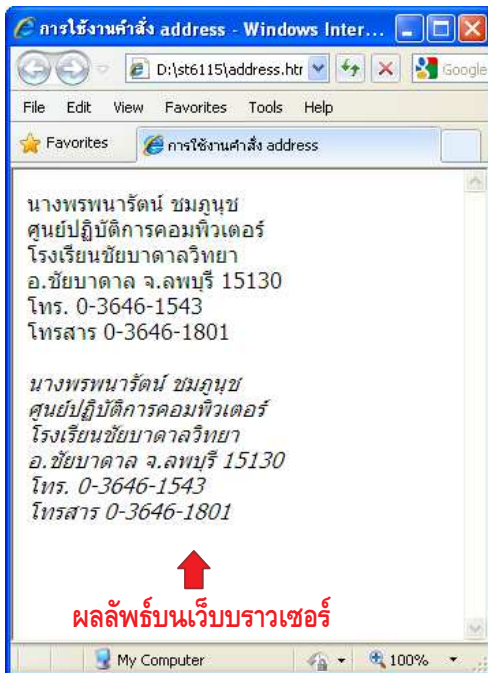 การใช้งานคำสั่ง address - Windows Inter...
D:\st6115\address.htr
Google
File Edit View Favorites Tools Help
Favorites
การใช้งานคำสั่ง address
นางพรพนารัตน์ ชมภูนุช
ศูนย์ปฏิบัติการคอมพิวเตอร์
โรงเรียนชัยบาดาลวิทยา
อ.ชัยบาดาล จ.ลพบุรี 15130
โทร. 0-3646-1543
โทรสาร 0-3646-1801
นางพรพนารัตน์ ชมภูนุช
ศูนย์ปฏิบัติการคอมพิวเตอร์
โรงเรียนชัยบาดาลวิทยา
อ.ชัยบาดาล จ.ลพบุรี 15130
โทร. 0-3646-1543
โทรสาร 0-3646-1801
ผลลัพธ์บนเว็บบราวเซอร์
My Computer 100%